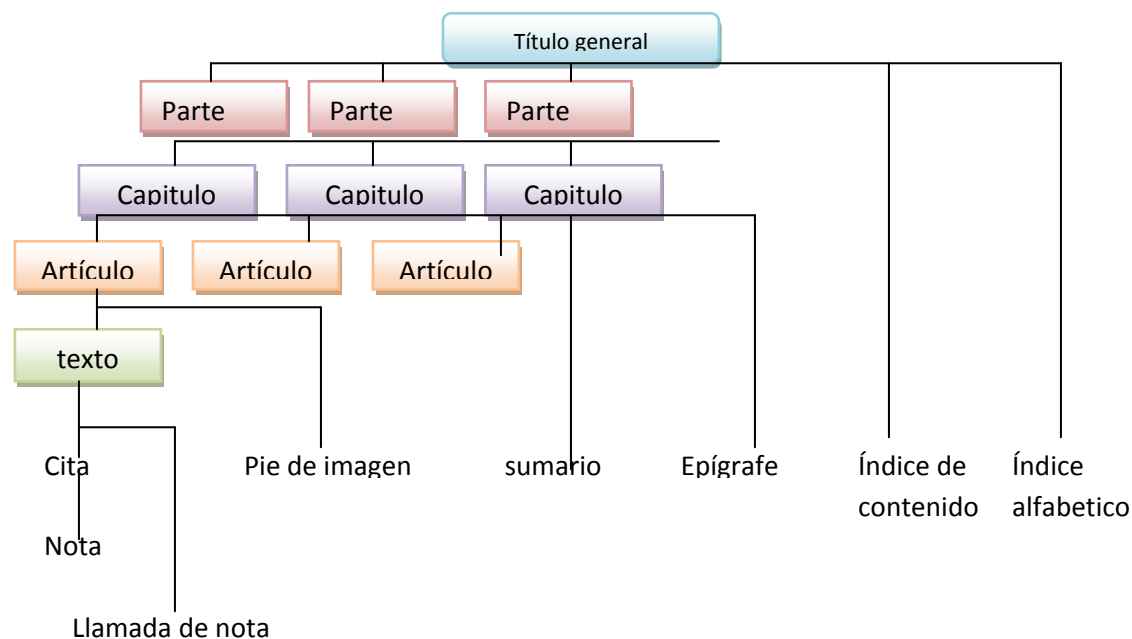 Título general
Parte
Parte
Parte
Capitulo
Capitulo
Capitulo
Artículo
Artículo
Artículo
texto
Cita
Pie de imagen
sumario
Epígrafe
Índice de
contenido
Índice
alfabetico
Nota
Llamada de nota